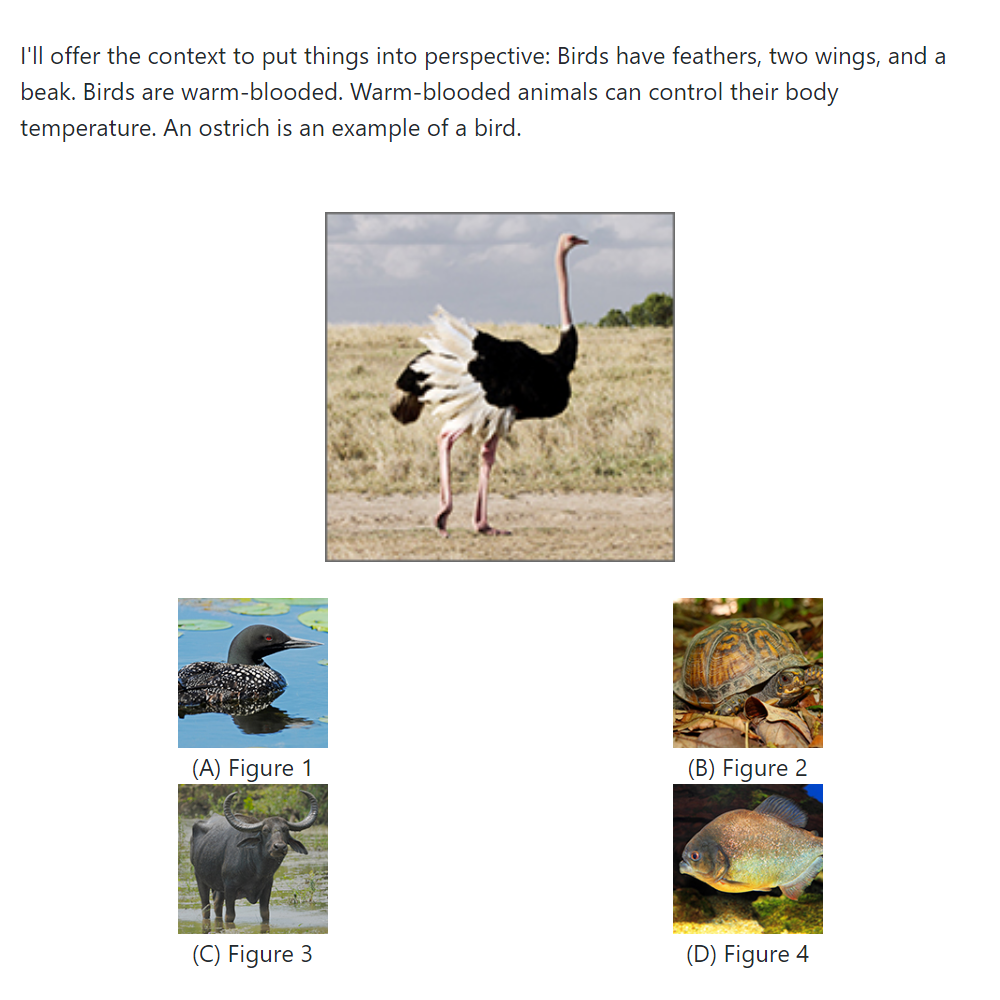 I'll offer the context to put things into perspective: Birds have feathers, two wings, and a
beak. Birds are warm-blooded. Warm-blooded animals can control their body
temperature. An ostrich is an example of a bird.
(A) Figure 1
(B) Figure 2
(C) Figure 3
(D) Figure 4